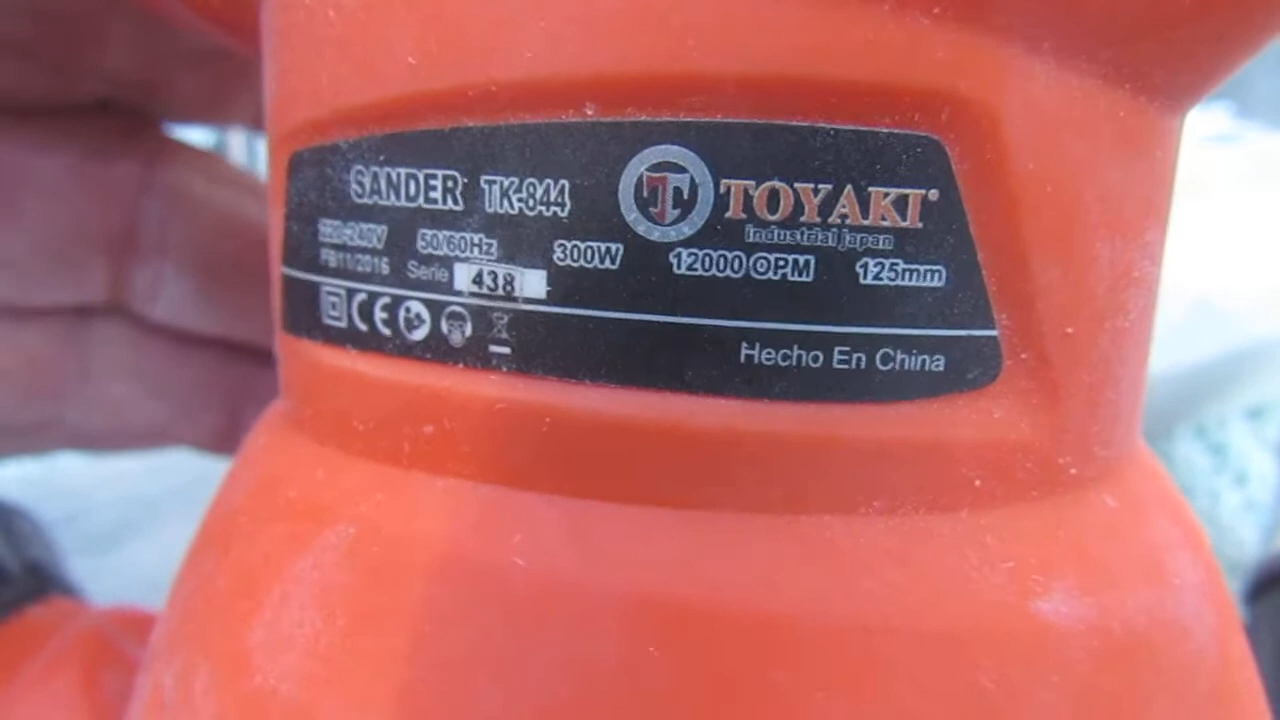 SANDER TK-844
TOYAKI
industrial japan
220-240V 50/60Hz 300W 12000 OPM 125mm
FB11/2016 Serie 438
CE
Hecho En China